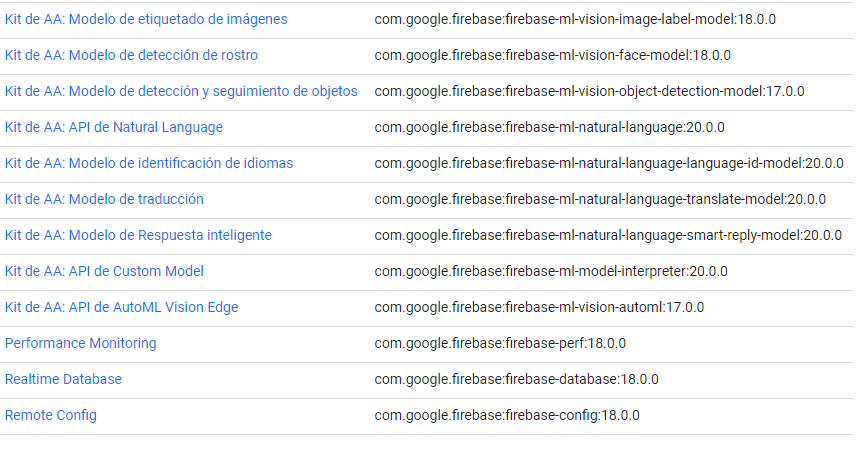 Kit de AA: Modelo de etiquetado de imágenes com.google.firebase:firebase-ml-vision-image-label-model:18.0.0
Kit de AA: Modelo de detección de rostro com.google.firebase:firebase-ml-vision-face-model:18.0.0
Kit de AA: Modelo de detección y seguimiento de objetos com.google.firebase:firebase-ml-vision-object-detection-model:17.0.0
Kit de AA: API de Natural Language com.google.firebase:firebase-ml-natural-language:20.0.0
Kit de AA: Modelo de identificación de idiomas com.google.firebase:firebase-ml-natural-language-language-id-model:20.0.0
Kit de AA: Modelo de traducción com.google.firebase:firebase-ml-natural-language-translate-model:20.0.0
Kit de AA: Modelo de Respuesta inteligente com.google.firebase:firebase-ml-natural-language-smart-reply-model:20.0.0
Kit de AA: API de Custom Model com.google.firebase:firebase-ml-model-interpreter:20.0.0
Kit de AA: API de AutoML Vision Edge com.google.firebase:firebase-ml-vision-automl:17.0.0
Performance Monitoring com.google.firebase:firebase-perf:18.0.0
Realtime Database com.google.firebase:firebase-database:18.0.0
Remote Config com.google.firebase:firebase-config:18.0.0